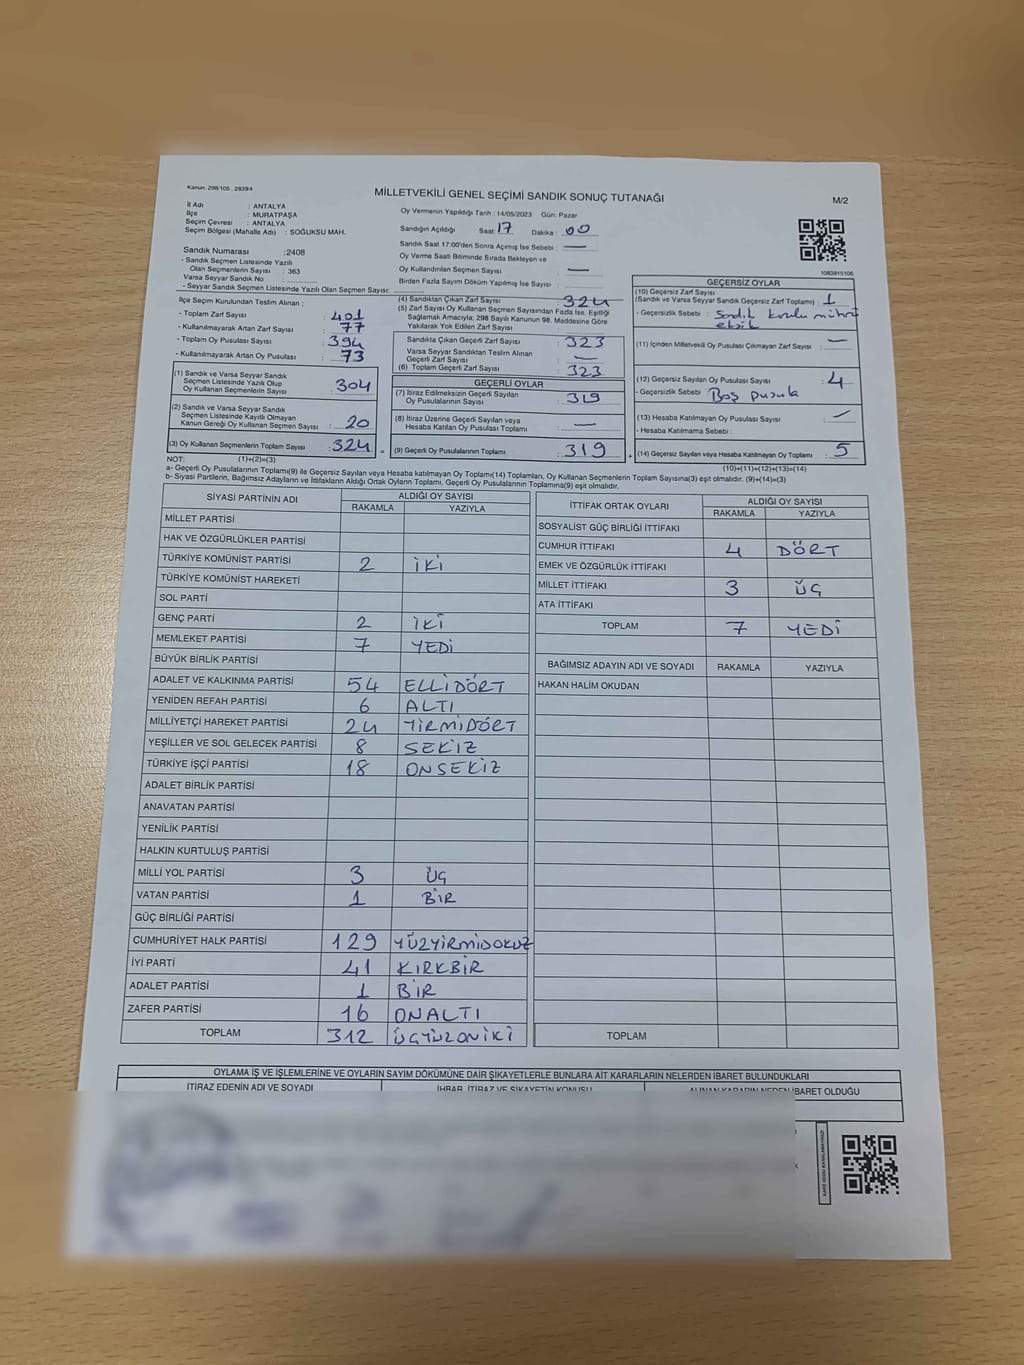 Kanun: 298/105 , 2839/4
MİLLETVEKİLİ GENEL SEÇİMİ SANDIK SONUÇ TUTANAĞI
M/2
İl Adı : ANTALYA
İlçe : MURATPAŞA
Seçim Çevresi : ANTALYA
Seçim Bölgesi (Mahalle Adı) : SOĞUKSU MAH.
Oy Vermenin Yapıldığı Tarih : 14/05/2023 Gün: Pazar
Sandığın Açıldığı Saat : 17 Dakika : 00
Sandık Saat 17:00'den Sonra Açımış İse Sebebi : —
Oy Verme Saati Bitiminde Sırada Bekleyen ve
Oy Kullandırılan Seçmen Sayısı : —
Birden Fazla Sayım Döküm Yapılmış İse Sayısı :
Sandık Numarası :2408
- Sandık Seçmen Listesinde Yazılı
Olan Seçmenlerin Sayısı : 363
Varsa Seyyar Sandık No :
- Seyyar Sandık Seçmen Listesinde Yazılı Olan Seçmen Sayısı:
1083815106
İlçe Seçim Kurulundan Teslim Alınan ;
- Toplam Zarf Sayısı : 401
- Kullanılmayarak Artan Zarf Sayısı : 77
- Toplam Oy Pusulası Sayısı : 394
- Kullanılmayarak Artan Oy Pusulası : 73
(1) Sandık ve Varsa Seyyar Sandık
Seçmen Listesinde Yazılı Olup
Oy Kullanan Seçmenlerin Sayısı : 304
(2) Sandık ve Varsa Seyyar Sandık
Seçmen Listesinde Kayıtlı Olmayan
Kanun Gereği Oy Kullanan Seçmen Sayısı : 20
(3) Oy Kullanan Seçmenlerin Toplam Sayısı : 324
(4) Sandıktan Çıkan Zarf Sayısı : 324
(5) Zarf Sayısı Oy Kullanan Seçmen Sayısından Fazla İse, Eşitliği
Sağlamak Amacıyla; 298 Sayılı Kanunun 98. Maddesine Göre
Yakılarak Yok Edilen Zarf Sayısı :
Sandıkta Çıkan Geçerli Zarf Sayısı : 323
Varsa Seyyar Sandıktan Teslim Alınan
Geçerli Zarf Sayısı : —
(6) Toplam Geçerli Zarf Sayısı : 323
GEÇERLİ OYLAR
(7) İtiraz Edilmeksizin Geçerli Sayılan
Oy Pusulalarının Sayısı : 319
(8) İtiraz Üzerine Geçerli Sayılan veya
Hesaba Katılan Oy Pusulası Toplamı : —
= (9) Geçerli Oy Pusulalarının Toplamı : 319
GEÇERSİZ OYLAR
(10) Geçersiz Zarf Sayısı
(Sandık ve Varsa Seyyar Sandık Geçersiz Zarf Toplamı) : 1
- Geçersizlik Sebebi : Sandık kurulu mührü
eksik
(11) İçinden Milletvekili Oy Pusulası Çıkmayan Zarf Sayısı : —
(12) Geçersiz Sayılan Oy Pusulası Sayısı : 4
- Geçersizlik Sebebi : Boş pusula
(13) Hesaba Katılmayan Oy Pusulası Sayısı : —
- Hesaba Katılmama Sebebi :
+ (14) Geçersiz Sayılan veya Hesaba Katılmayan Oy Toplamı : 5
NOT: (1)+(2)=(3)
(10)+(11)+(12)+(13)=(14)
a- Geçerli Oy Pusulalarının Toplamı(9) ile Geçersiz Sayılan veya Hesaba katılmayan Oy Toplamı(14) Toplamları, Oy Kullanan Seçmenlerin Toplam Sayısına(3) eşit olmalıdır. (9)+(14)=(3)
b- Siyasi Partilerin, Bağımsız Adayların ve İttifakların Aldığı Ortak Oyların Toplamı, Geçerli Oy Pusulalarının Toplamına(9) eşit olmalıdır.
SİYASİ PARTİNİN ADI ALDIĞI OY SAYISI
RAKAMLA YAZIYLA
MİLLET PARTİSİ
HAK VE ÖZGÜRLÜKLER PARTİSİ
TÜRKİYE KOMÜNİST PARTİSİ 2 İKİ
TÜRKİYE KOMÜNİST HAREKETİ
SOL PARTİ
GENÇ PARTİ 2 İKİ
MEMLEKET PARTİSİ 7 YEDİ
BÜYÜK BİRLİK PARTİSİ
ADALET VE KALKINMA PARTİSİ 54 ELLİDÖRT
YENİDEN REFAH PARTİSİ 6 ALTI
MİLLİYETÇİ HAREKET PARTİSİ 24 YİRMİDÖRT
YEŞİLLER VE SOL GELECEK PARTİSİ 8 SEKİZ
TÜRKİYE İŞÇİ PARTİSİ 18 ONSEKİZ
ADALET BİRLİK PARTİSİ
ANAVATAN PARTİSİ
YENİLİK PARTİSİ
HALKIN KURTULUŞ PARTİSİ
MİLLİ YOL PARTİSİ 3 ÜÇ
VATAN PARTİSİ 1 BİR
GÜÇ BİRLİĞİ PARTİSİ
CUMHURİYET HALK PARTİSİ 129 YÜZYİRMİDOKUZ
İYİ PARTİ 41 KIRKBİR
ADALET PARTİSİ 1 BİR
ZAFER PARTİSİ 16 ONALTI
TOPLAM 312 ÜÇYÜZONİKİ
İTTİFAK ORTAK OYLARI ALDIĞI OY SAYISI
RAKAMLA YAZIYLA
SOSYALİST GÜÇ BİRLİĞİ İTTİFAKI
CUMHUR İTTİFAKI 4 DÖRT
EMEK VE ÖZGÜRLÜK İTTİFAKI
MİLLET İTTİFAKI 3 ÜÇ
ATA İTTİFAKI
TOPLAM 7 YEDİ
BAĞIMSIZ ADAYIN ADI VE SOYADI RAKAMLA YAZIYLA
HAKAN HALİM OKUDAN
TOPLAM
OYLAMA İŞ VE İŞLEMLERİNE VE OYLARIN SAYIM DÖKÜMÜNE DAİR ŞİKAYETLERLE BUNLARA AİT KARARLARIN NELERDEN İBARET BULUNDUKLARI
İTİRAZ EDENİN ADI VE SOYADI İHBAR, İTİRAZ VE ŞİKAYETİN KONUSU ALINAN KARARIN NEDEN İBARET OLDUĞU